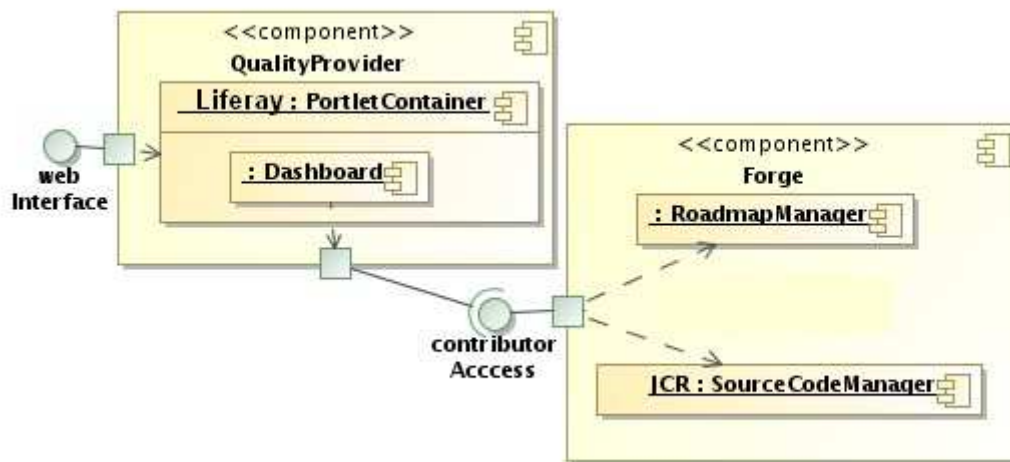 <<component>>
QualityProvider
Liferay : PortletContainer
: Dashboard
web
Interface
<<component>>
Forge
: RoadmapManager
contributor
Acccess
JCR : SourceCodeManager